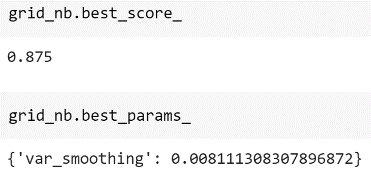 grid_nb.best_score_
0.875
grid_nb.best_params_
{'var_smoothing': 0.008111308307896872}